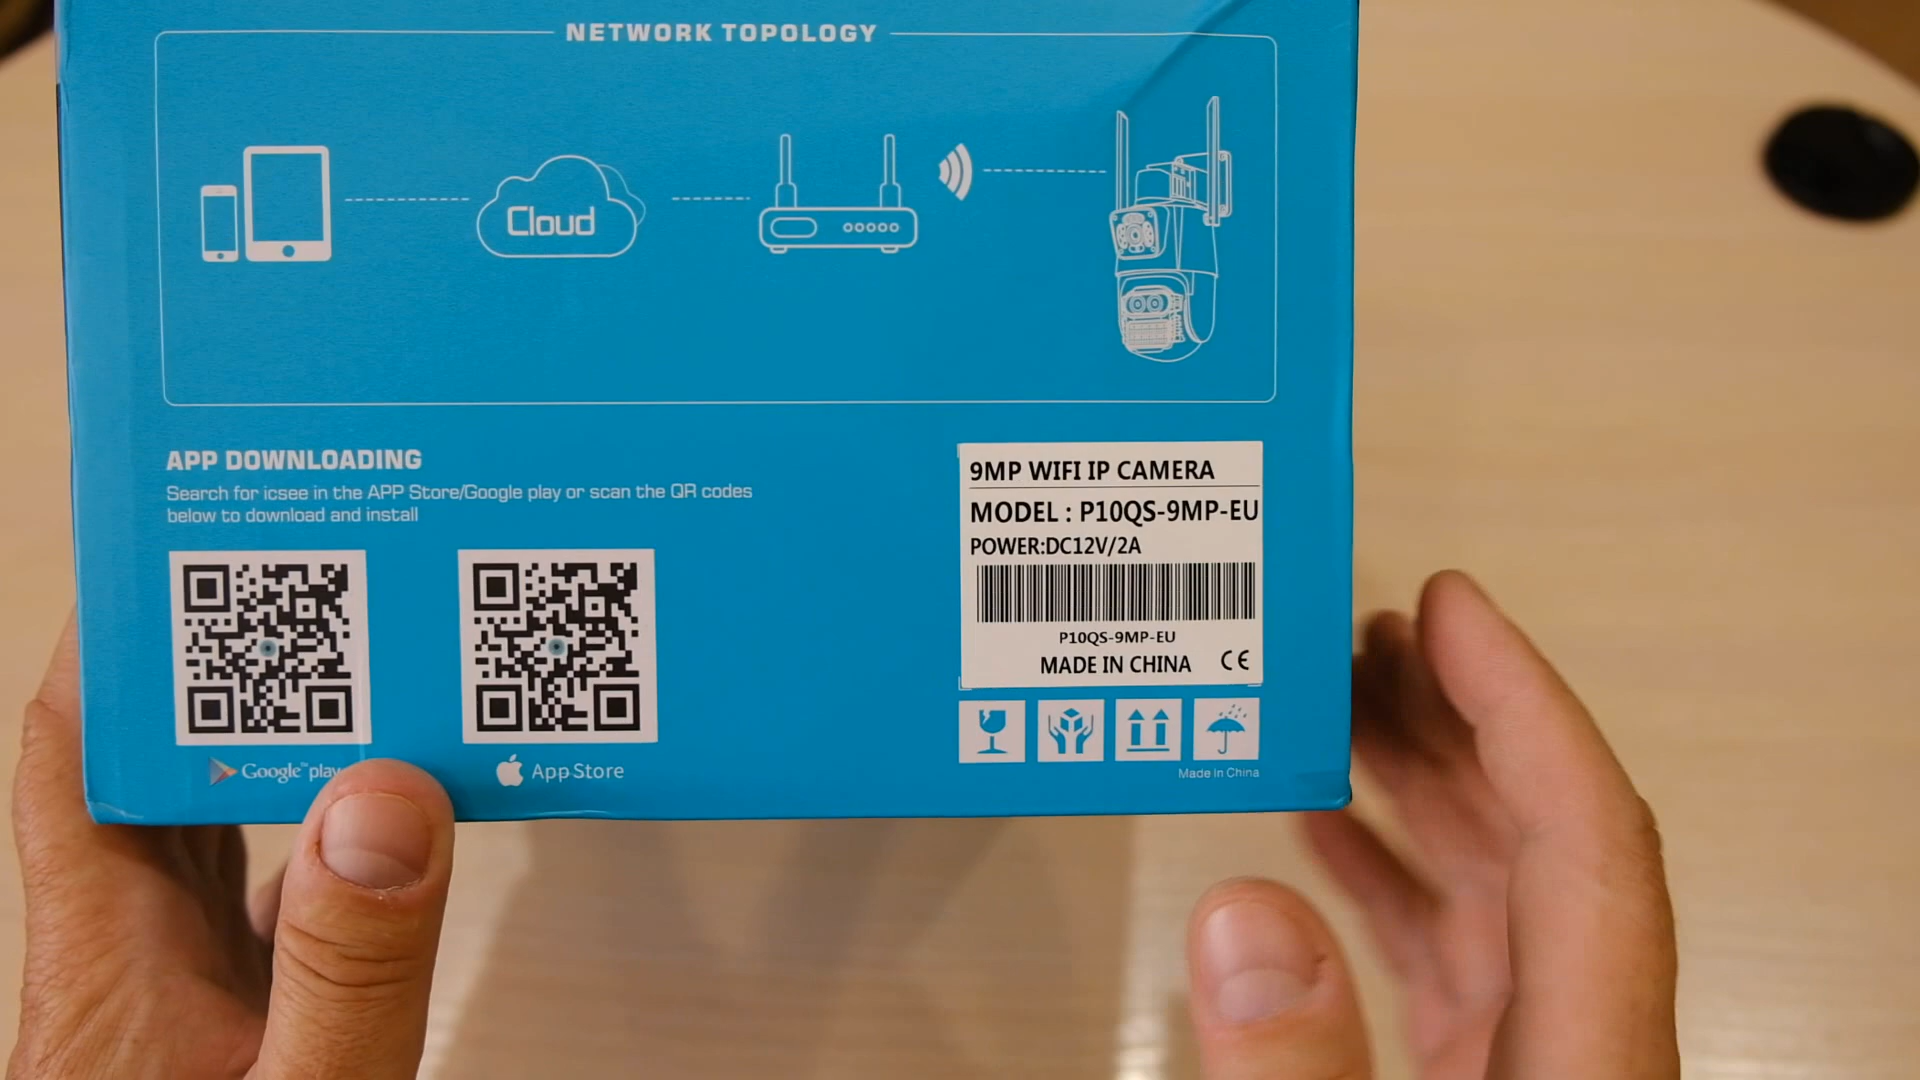 NETWORK TOPOLOGY
Cloud
APP DOWNLOADING
Search for icsee in the APP Store/Google play or scan the QR codes
below to download and install
Google™ play
App Store
9MP WIFI IP CAMERA
MODEL : P10QS-9MP-EU
POWER:DC12V/2A
P10QS-9MP-EU
MADE IN CHINA CE
Made In China